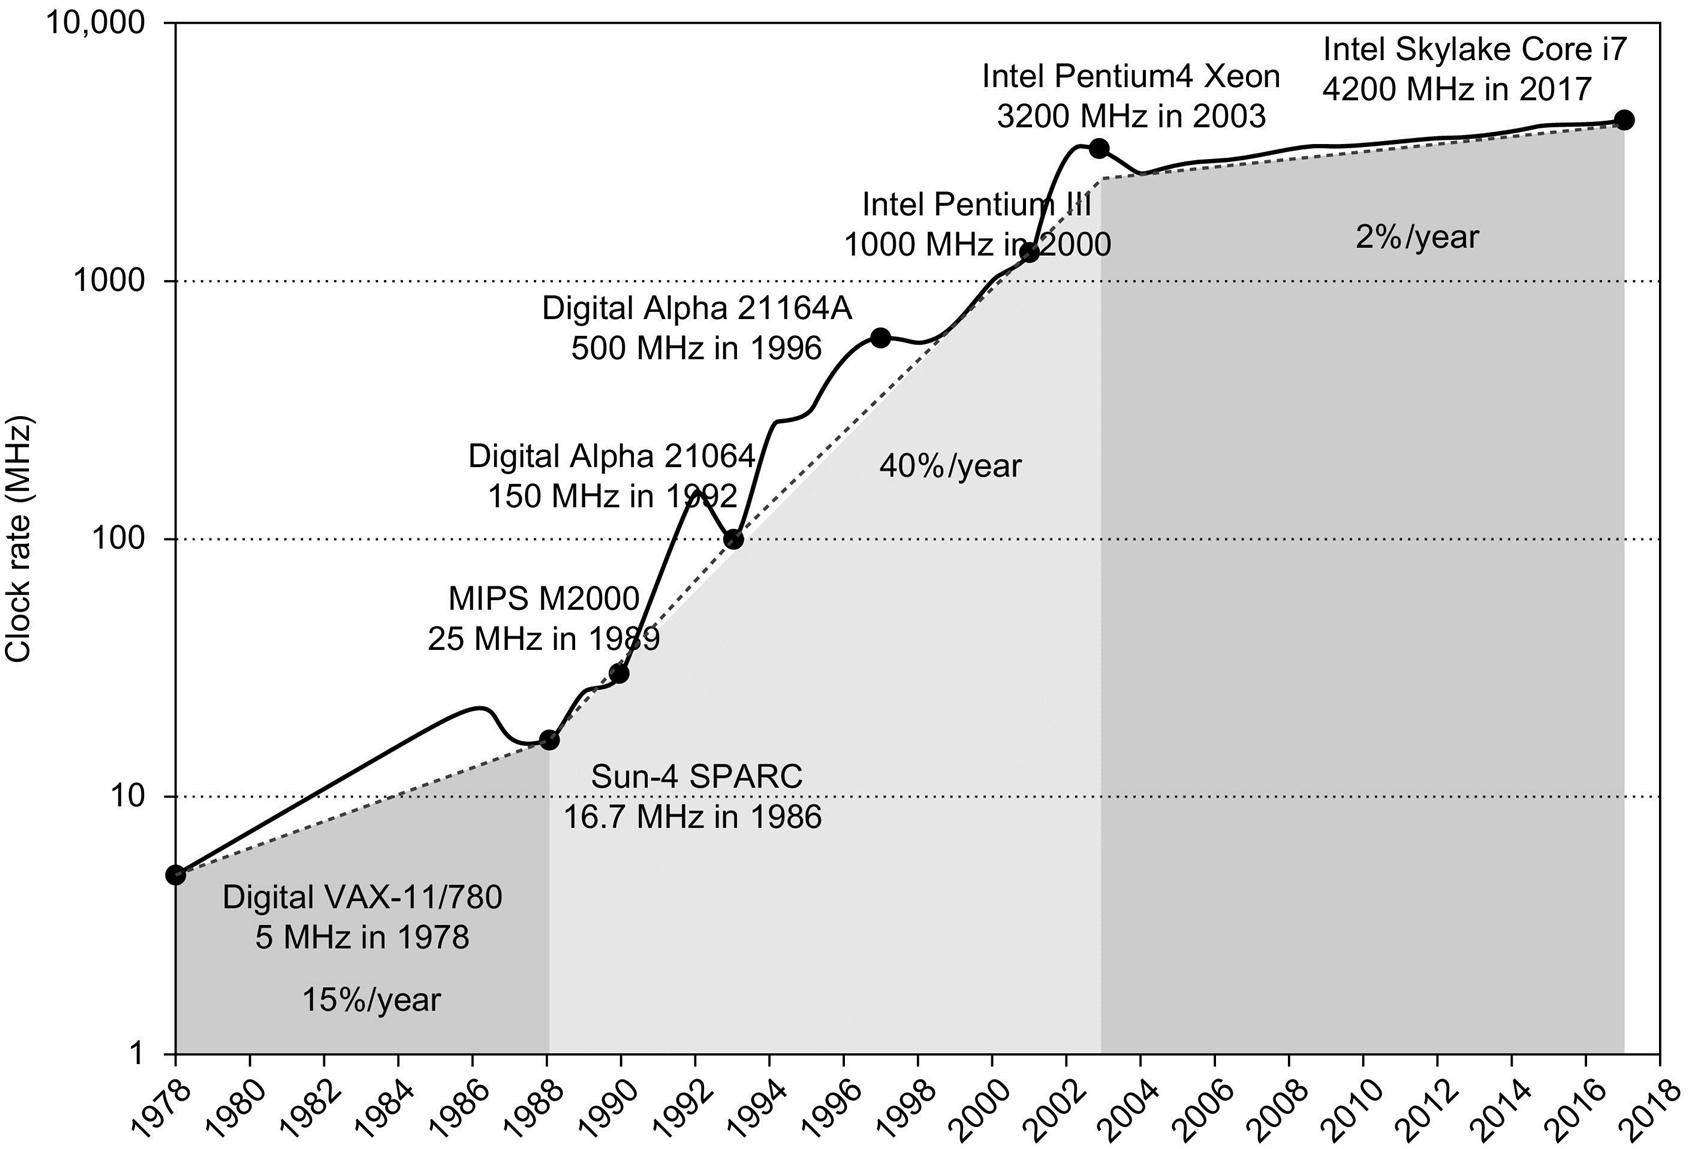 10,000
Intel Skylake Core i7
4200 MHz in 2017
Intel Pentium4 Xeon
3200 MHz in 2003
Intel Pentium III
1000 MHz in 2000
2%/year
1000
Digital Alpha 21164A
500 MHz in 1996
Digital Alpha 21064
150 MHz in 1992
40%/year
100
Clock rate (MHz)
MIPS M2000
25 MHz in 1989
Sun-4 SPARC
16.7 MHz in 1986
10
Digital VAX-11/780
5 MHz in 1978
15%/year
1
1978 1980 1982 1984 1986 1988 1990 1992 1994 1996 1998 2000 2002 2004 2006 2008 2010 2012 2014 2016 2018